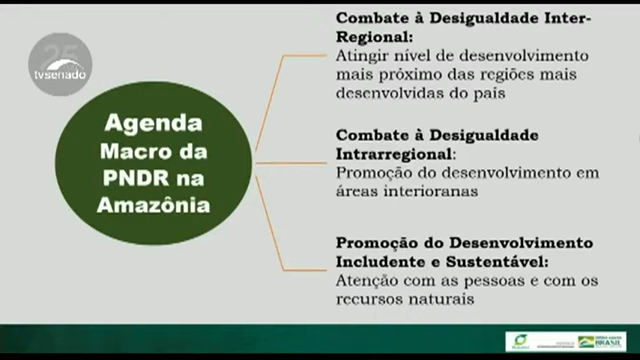 25
tvsenado
Agenda
Macro da
PNDR na
Amazônia
Combate à Desigualdade Inter-
Regional:
Atingir nível de desenvolvimento
mais próximo das regiões mais
desenvolvidas do país
Combate à Desigualdade
Intrarregional:
Promoção do desenvolvimento em
áreas interioranas
Promoção do Desenvolvimento
Includente e Sustentável:
Atenção com as pessoas e com os
recursos naturais
BRASIL